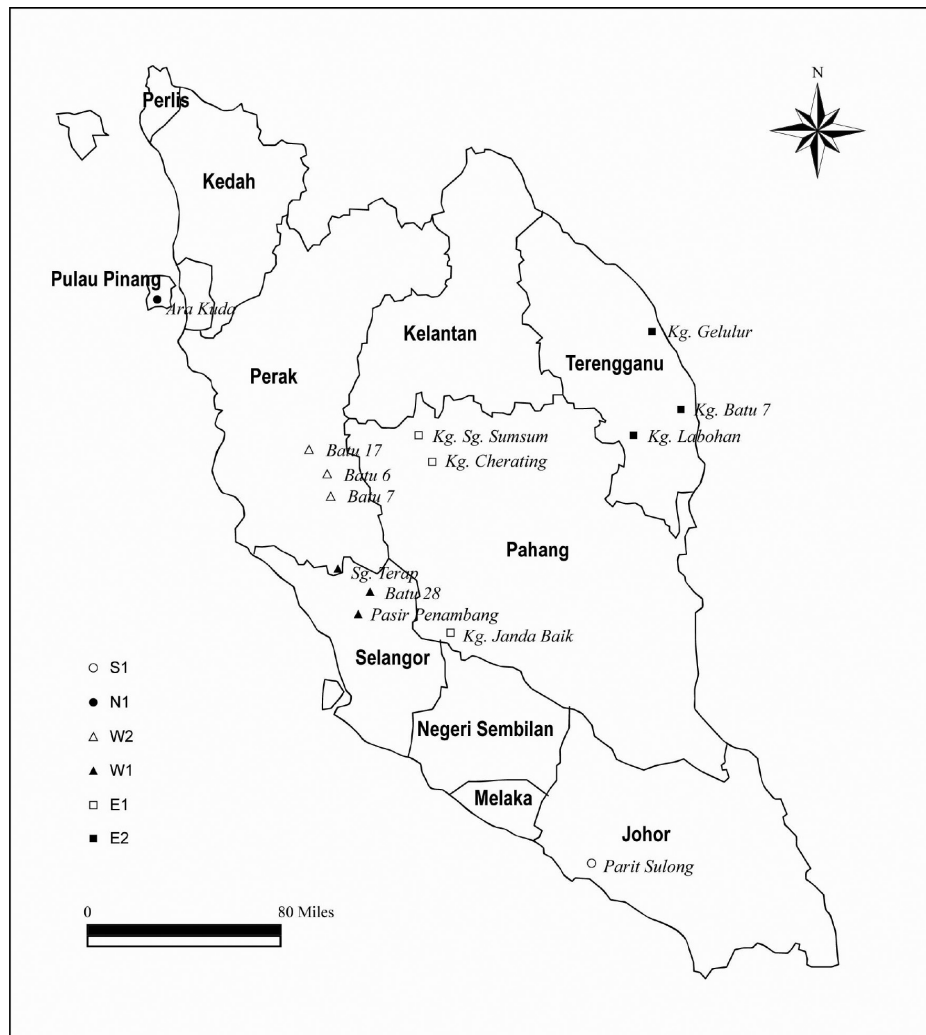 N
Perlis
Kedah
Pulau Pinang
Ara Kuda
Kelantan
Kg. Gelulur
Terengganu
Perak
Kg. Batu 7
Kg. Sg. Sumsum
Kg. Labohan
Batu 17
Kg. Cherating
Batu 6
Batu 7
Pahang
Sg. Terap
Batu 28
Pasir Penambang
Kg. Janda Baik
Selangor
S1
N1
Negeri Sembilan
W2
W1
Melaka
E1
Johor
E2
Parit Sulong
0 80 Miles